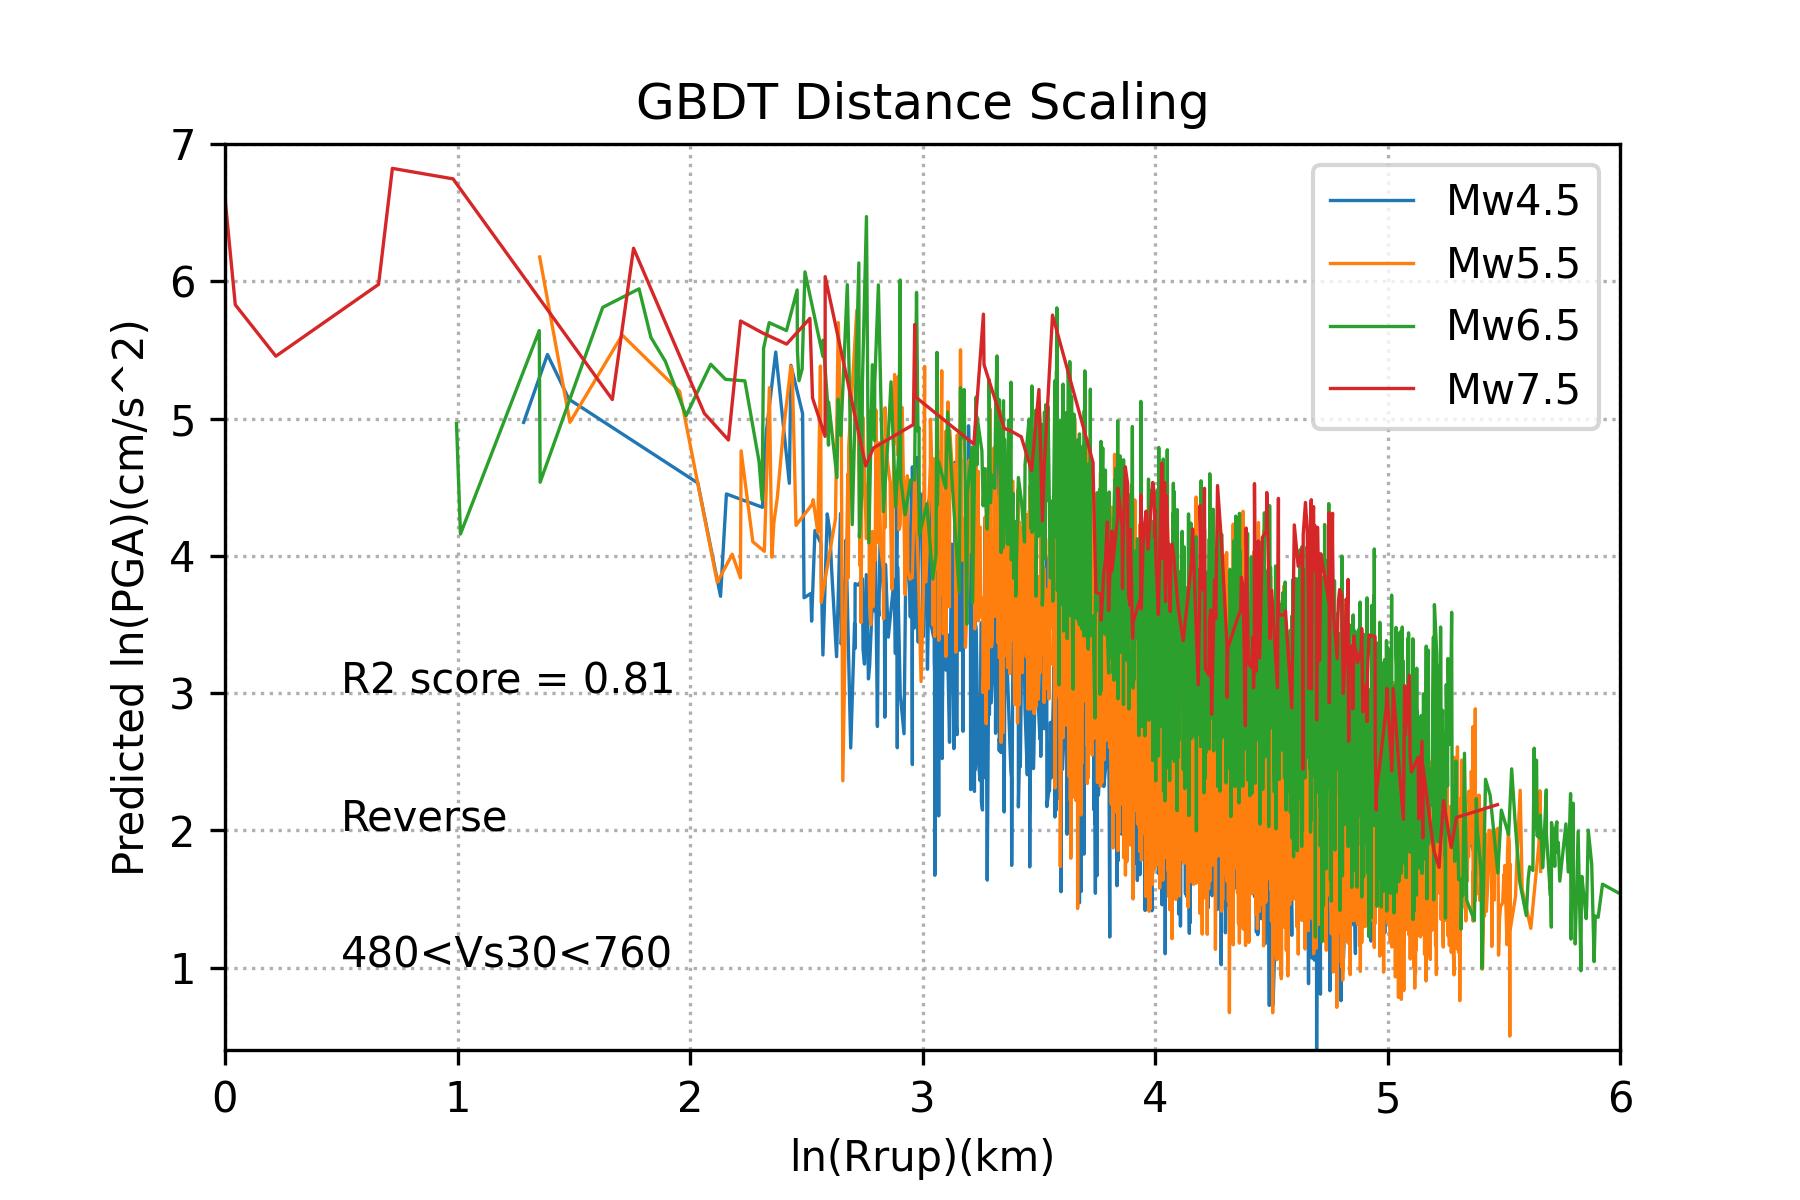 GBDT Distance Scaling
Predicted ln(PGA)(cm/s^2)
7
6
5
4
3
2
1
Mw4.5
Mw5.5
Mw6.5
Mw7.5
R2 score = 0.81
Reverse
480<Vs30<760
0 1 2 3 4 5 6
ln(Rrup)(km)